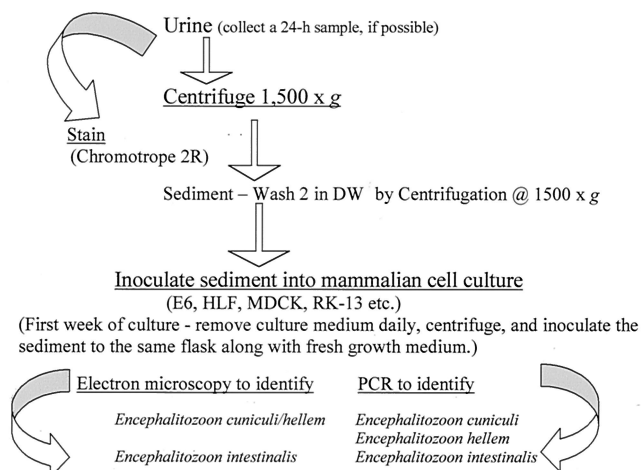 Urine (collect a 24-h sample, if possible)
Centrifuge 1,500 x g
Stain
(Chromotrope 2R)
Sediment – Wash 2 in DW by Centrifugation @ 1500 x g
Inoculate sediment into mammalian cell culture
(E6, HLF, MDCK, RK-13 etc.)
(First week of culture - remove culture medium daily, centrifuge, and inoculate the
sediment to the same flask along with fresh growth medium.)
Electron microscopy to identify
Encephalitozoon cuniculi/hellem
Encephalitozoon intestinalis
PCR to identify
Encephalitozoon cuniculi
Encephalitozoon hellem
Encephalitozoon intestinalis